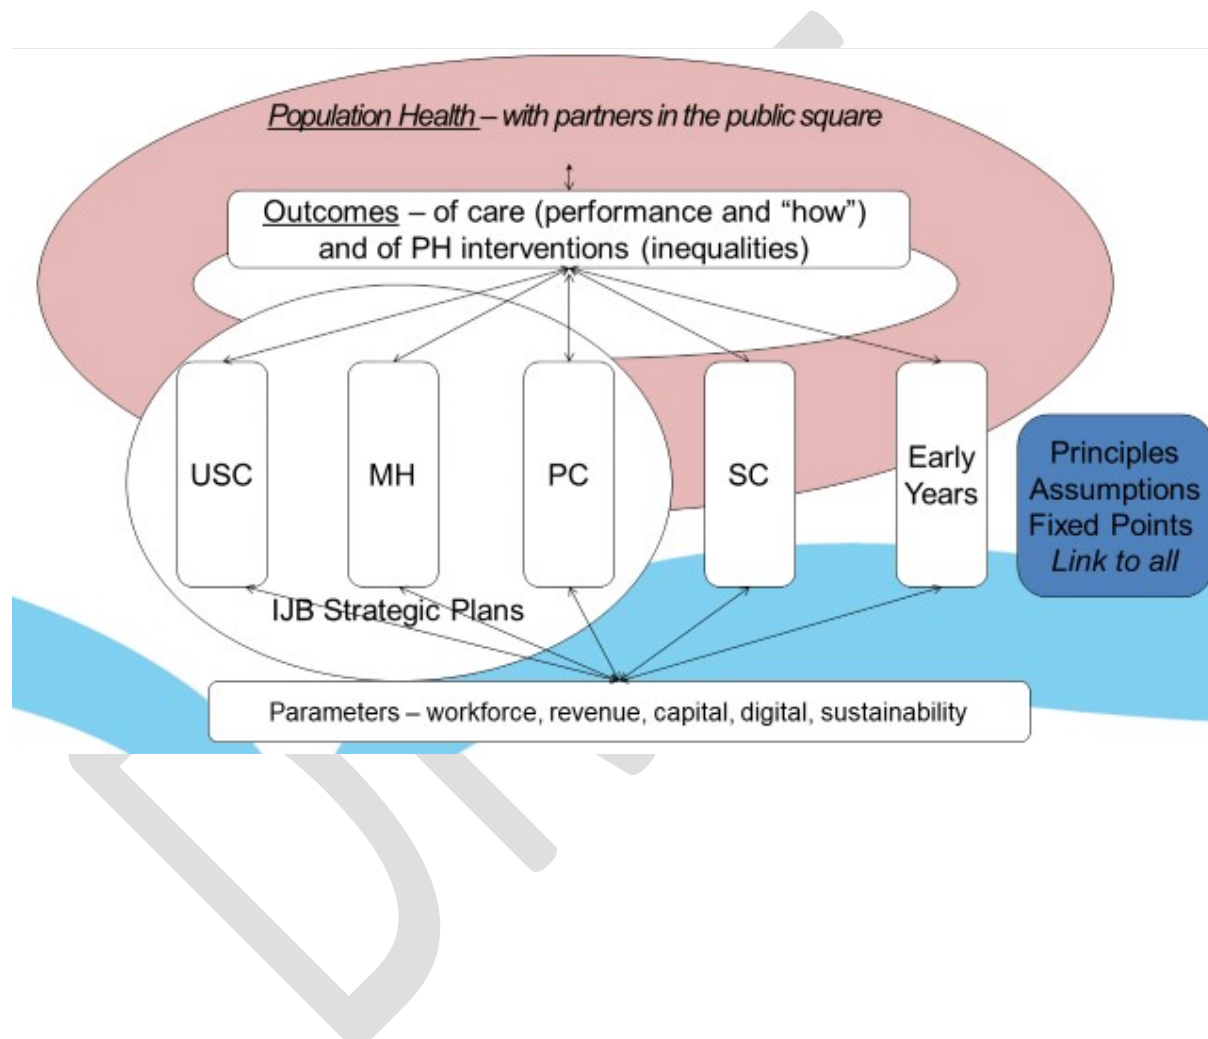 Population Health – with partners in the public square
Outcomes – of care (performance and “how”)
and of PH interventions (inequalities)
USC
MH
PC
SC
Early
Years
Principles
Assumptions
Fixed Points
Link to all
IJB Strategic Plans
Parameters – workforce, revenue, capital, digital, sustainability